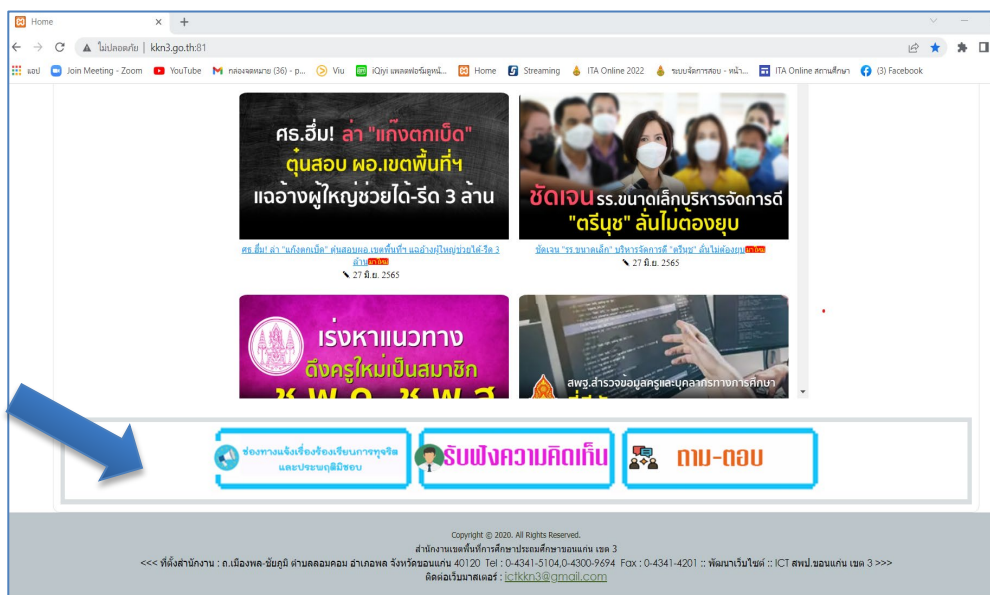 Home
ไม่ปลอดภัย | kkn3.go.th:81
แอป Join Meeting - Zoom YouTube กล่องจดหมาย (36) - p... Viu iQiyi แพลตฟอร์มดูหนั... Home Streaming ITA Online 2022 ระบบจัดการสอบ - หน้า... ITA Online สถานศึกษา (3) Facebook
ศธ.ฮึ่ม! ล่า "แก๊งตกเบ็ด"
ตุ๋นสอบ ผอ.เขตพื้นที่ฯ
แฉอ้างผู้ใหญ่ช่วยได้-รีด 3 ล้าน
ชัดเจน รร.ขนาดเล็กบริหารจัดการดี
"ตรีนุช" ลั่นไม่ต้องยุบ
ศธ.ฮึ่ม! ล่า "แก๊งตกเบ็ด" ตุ๋นสอบผอ.เขตพื้นที่ฯ แฉอ้างผู้ใหญ่ช่วยได้-รีด 3
ล้าน มาใหม่
27 มิ.ย. 2565
ชัดเจน "รร.ขนาดเล็ก" บริหารจัดการดี "ตรีนุช" ลั่นไม่ต้องยุบ มาใหม่
27 มิ.ย. 2565
เร่งหาแนวทาง
ดึงครูใหม่เป็นสมาชิก
สพฐ.สำรวจข้อมูลครูและบุคลากรทางการศึกษา
ช่องทางแจ้งเรื่องร้องเรียนการทุจริต
และประพฤติมิชอบ
รับฟังความคิดเห็น
ถาม-ตอบ
Copyright © 2020. All Rights Reserved.
สำนักงานเขตพื้นที่การศึกษาประถมศึกษาขอนแก่น เขต 3
<<< ที่ตั้งสำนักงาน : ถ.เมืองพล-ชัยภูมิ ตำบลลอมคอม อำเภอพล จังหวัดขอนแก่น 40120 Tel : 0-4341-5104,0-4300-9694 Fax : 0-4341-4201 :: พัฒนาเว็บไซต์ :: ICT สพป.ขอนแก่น เขต 3 >>>
ติดต่อเว็บมาสเตอร์ : ictkkn3@gmail.com